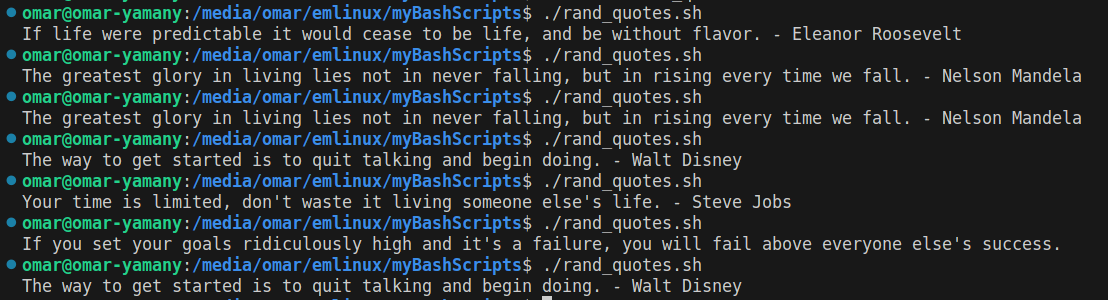 omar@omar-yamany:/media/omar/emlinux/myBashScripts$ ./rand_quotes.sh
If life were predictable it would cease to be life, and be without flavor. - Eleanor Roosevelt
omar@omar-yamany:/media/omar/emlinux/myBashScripts$ ./rand_quotes.sh
The greatest glory in living lies not in never falling, but in rising every time we fall. - Nelson Mandela
omar@omar-yamany:/media/omar/emlinux/myBashScripts$ ./rand_quotes.sh
The greatest glory in living lies not in never falling, but in rising every time we fall. - Nelson Mandela
omar@omar-yamany:/media/omar/emlinux/myBashScripts$ ./rand_quotes.sh
The way to get started is to quit talking and begin doing. - Walt Disney
omar@omar-yamany:/media/omar/emlinux/myBashScripts$ ./rand_quotes.sh
Your time is limited, don't waste it living someone else's life. - Steve Jobs
omar@omar-yamany:/media/omar/emlinux/myBashScripts$ ./rand_quotes.sh
If you set your goals ridiculously high and it's a failure, you will fail above everyone else's success.
omar@omar-yamany:/media/omar/emlinux/myBashScripts$ ./rand_quotes.sh
The way to get started is to quit talking and begin doing. - Walt Disney